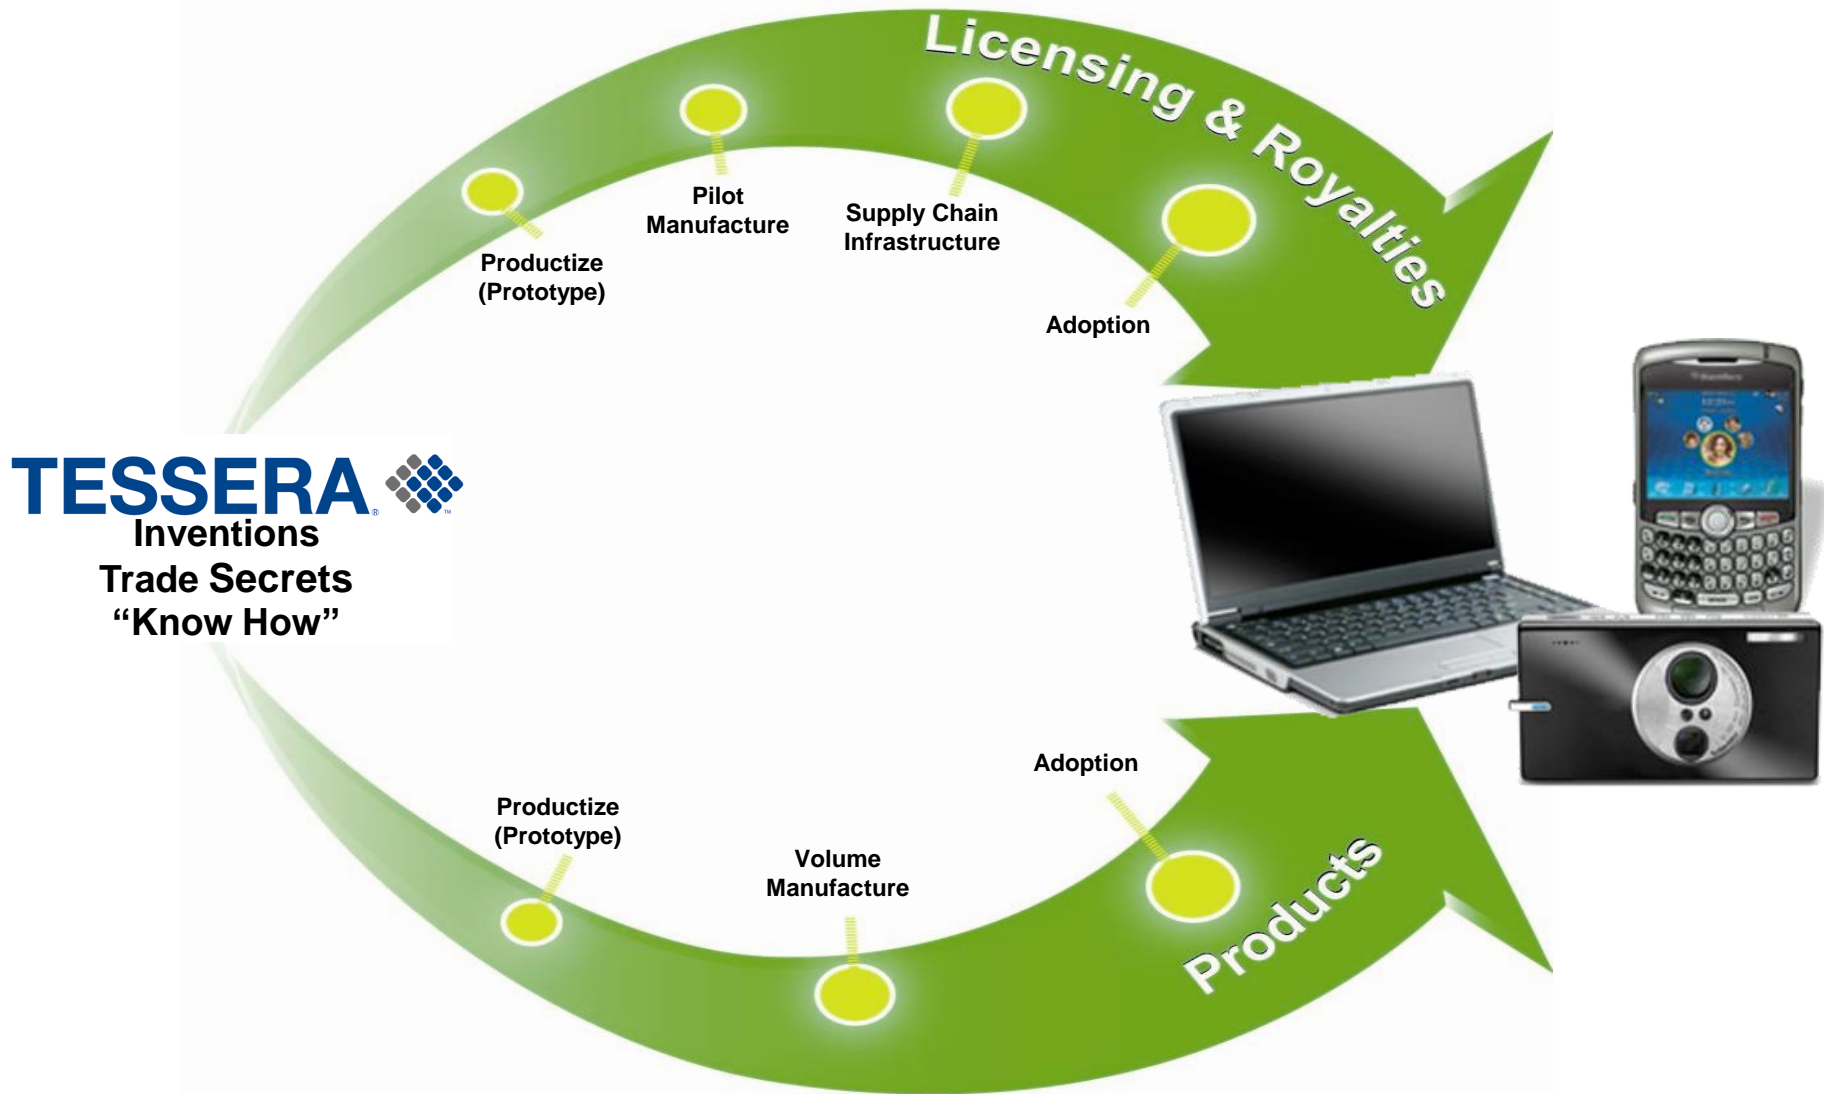 Licensing & Royalties
Pilot
Manufacture
Supply Chain
Infrastructure
Productize
(Prototype)
Adoption
TESSERA
Inventions
Trade Secrets
“Know How”
Adoption
Productize
(Prototype)
Volume
Manufacture
Products